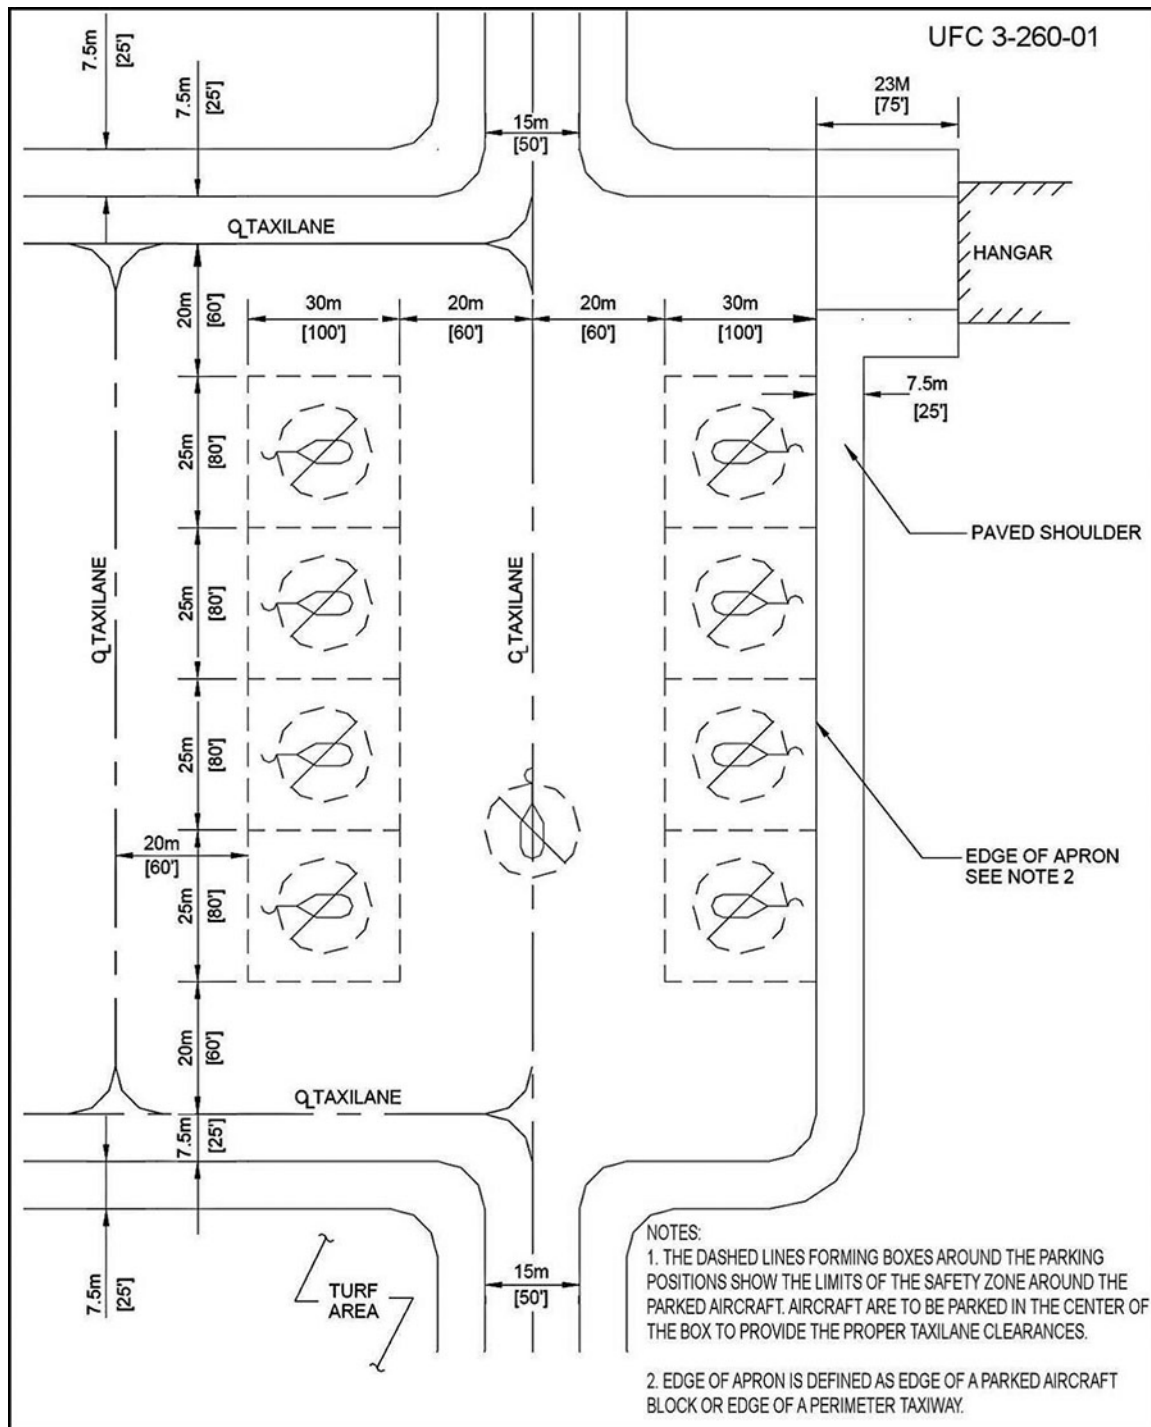 UFC 3-260-01
7.5m
[25']
7.5m
[25']
15m
[50']
23M
[75']
℄ TAXILANE
HANGAR
20m
[60']
30m
[100']
20m
[60']
20m
[60']
30m
[100']
7.5m
[25']
25m
[80']
PAVED SHOULDER
25m
[80']
℄ TAXILANE
℄ TAXILANE
25m
[80']
20m
[60']
EDGE OF APRON
SEE NOTE 2
25m
[80']
20m
[60']
℄ TAXILANE
7.5m
[25']
7.5m
[25']
TURF
AREA
15m
[50']
NOTES:
1. THE DASHED LINES FORMING BOXES AROUND THE PARKING
POSITIONS SHOW THE LIMITS OF THE SAFETY ZONE AROUND THE
PARKED AIRCRAFT. AIRCRAFT ARE TO BE PARKED IN THE CENTER OF
THE BOX TO PROVIDE THE PROPER TAXILANE CLEARANCES.
2. EDGE OF APRON IS DEFINED AS EDGE OF A PARKED AIRCRAFT
BLOCK OR EDGE OF A PERIMETER TAXIWAY.